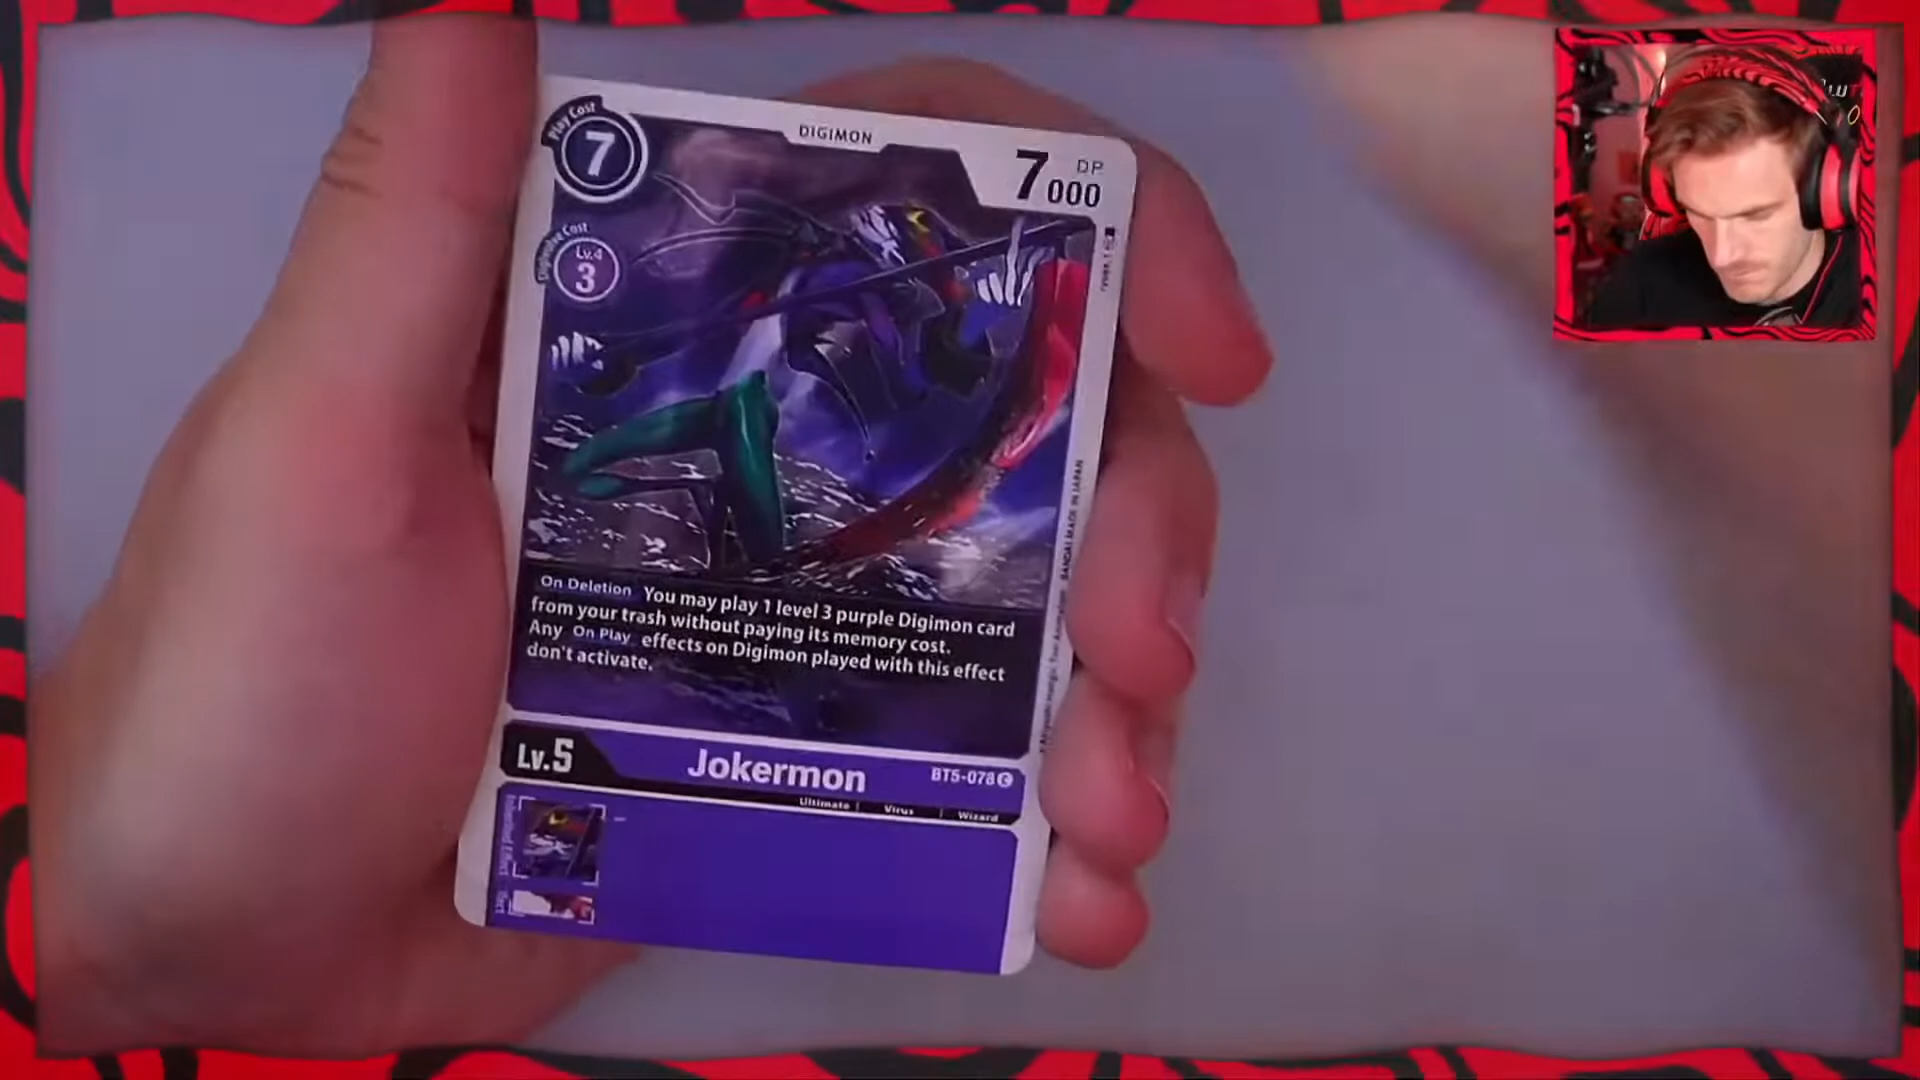 Play Cost
7
DIGIMON
DP
7000
Digivolve Cost
Lv.4
3
On Deletion You may play 1 level 3 purple Digimon card
from your trash without paying its memory cost.
Any On Play effects on Digimon played with this effect
don't activate.
BANDAI MADE IN JAPAN
Lv.5
Jokermon
BT5-078 C
Ultimate | Virus | Wizard
Inherited Effect